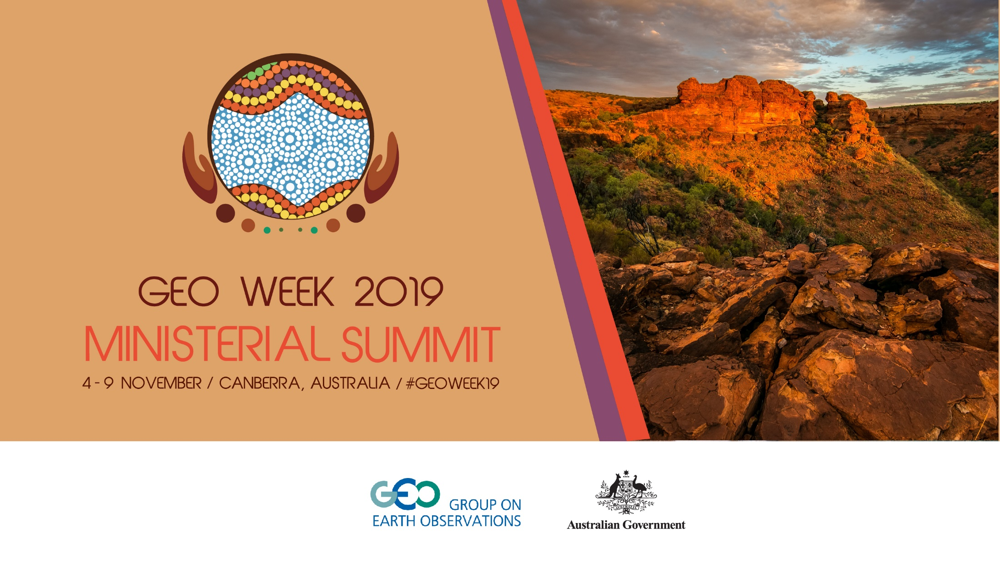 GEO WEEK 2019
MINISTERIAL SUMMIT
4 - 9 NOVEMBER / CANBERRA, AUSTRALIA / #GEOWEEK19
GEO GROUP ON
EARTH OBSERVATIONS
AUSTRALIA
Australian Government